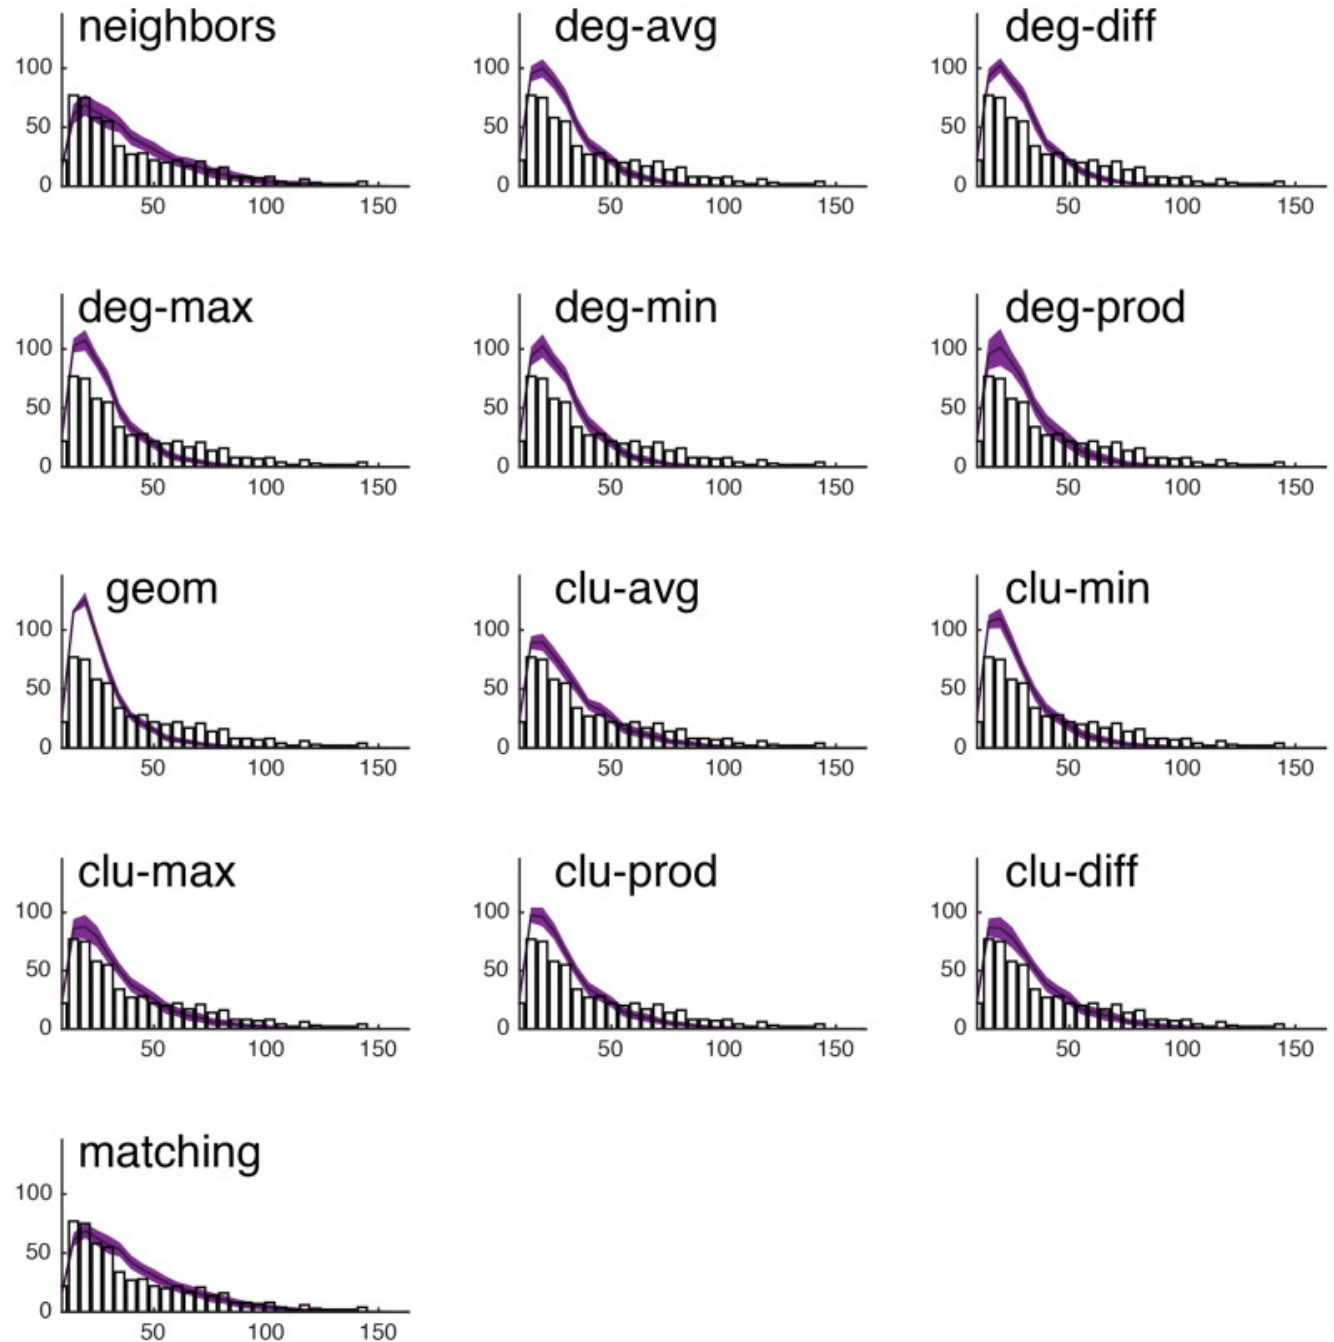 neighbors deg-avg deg-diff
100 100 100
50 50 50
0 0 0
50 100 150 50 100 150 50 100 150
deg-max deg-min deg-prod
100 100 100
50 50 50
0 0 0
50 100 150 50 100 150 50 100 150
geom clu-avg clu-min
100 100 100
50 50 50
0 0 0
50 100 150 50 100 150 50 100 150
clu-max clu-prod clu-diff
100 100 100
50 50 50
0 0 0
50 100 150 50 100 150 50 100 150
matching
100
50
0
50 100 150